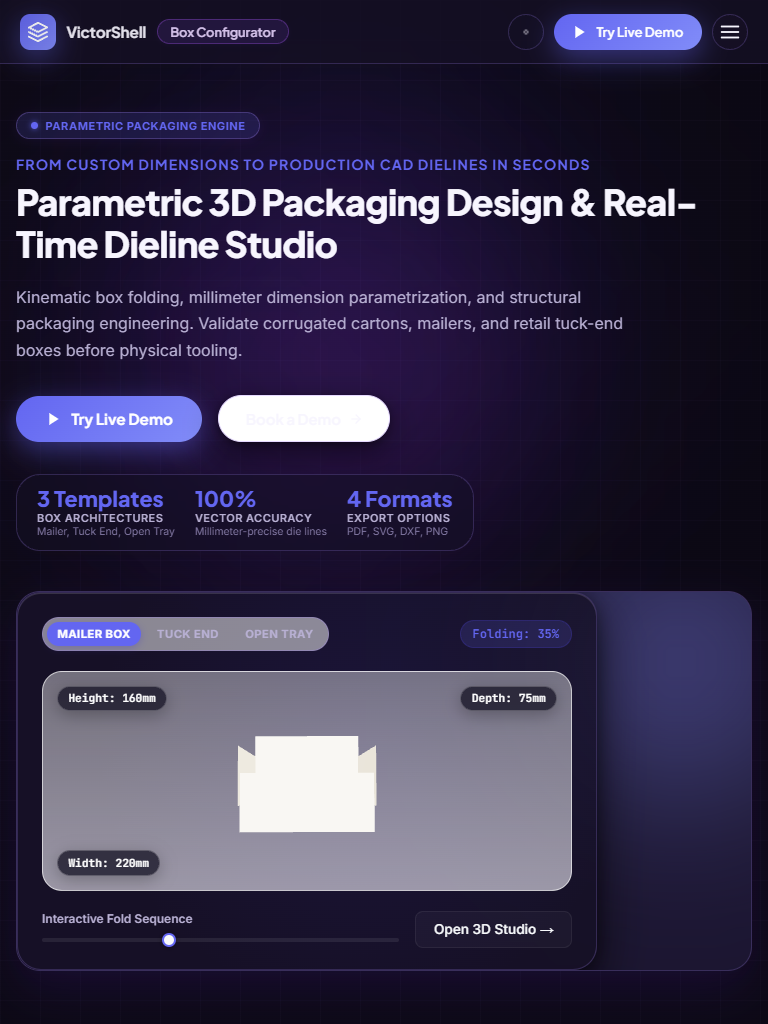 VictorShell
Box Configurator
Try Live Demo
PARAMETRIC PACKAGING ENGINE
FROM CUSTOM DIMENSIONS TO PRODUCTION CAD DIELINES IN SECONDS
Parametric 3D Packaging Design & Real-
Time Dieline Studio
Kinematic box folding, millimeter dimension parametrization, and structural
packaging engineering. Validate corrugated cartons, mailers, and retail tuck-end
boxes before physical tooling.
Try Live Demo
Book a Demo →
3 Templates
BOX ARCHITECTURES
Mailer, Tuck End, Open Tray
100%
VECTOR ACCURACY
Millimeter-precise die lines
4 Formats
EXPORT OPTIONS
PDF, SVG, DXF, PNG
MAILER BOX
TUCK END
OPEN TRAY
Folding: 35%
Height: 160mm
Depth: 75mm
Width: 220mm
Interactive Fold Sequence
Open 3D Studio →